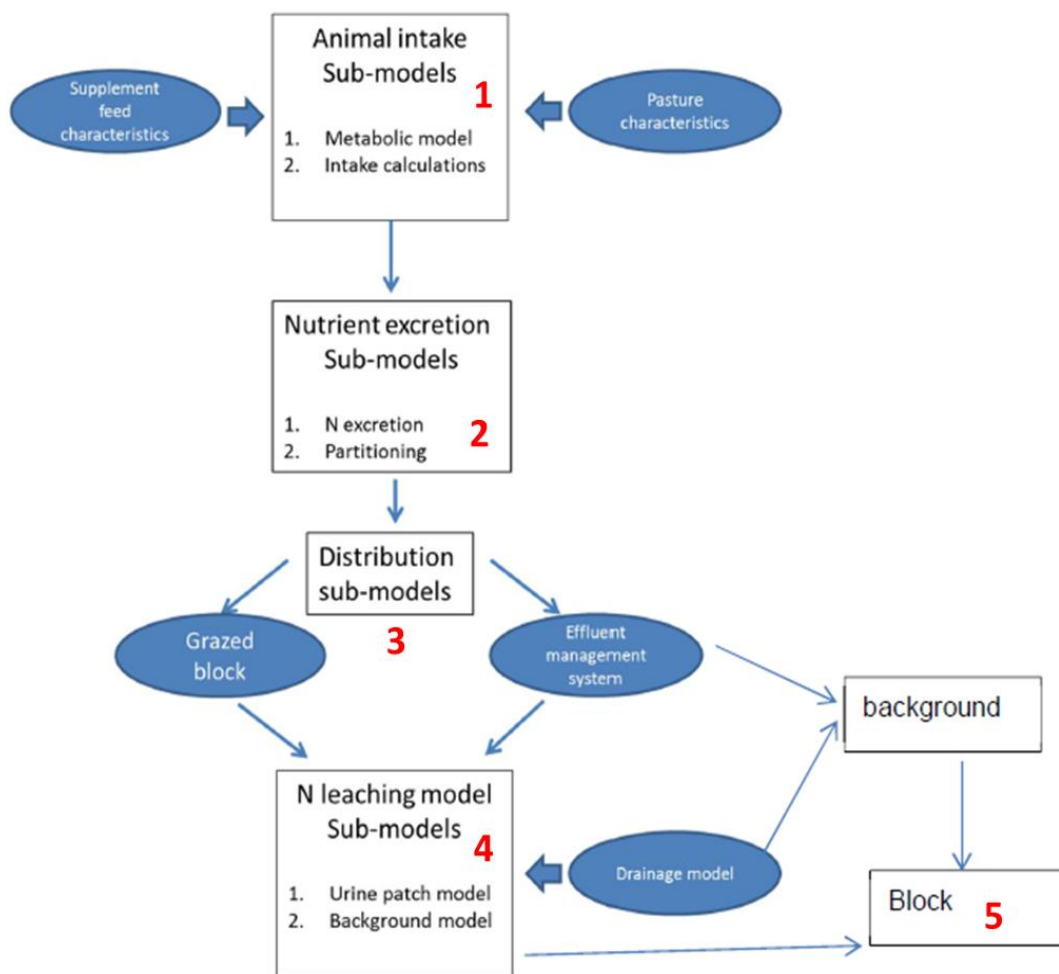 Animal intake
Sub-models
1
1. Metabolic model
2. Intake calculations
Supplement
feed
characteristics
Pasture
characteristics
Nutrient excretion
Sub-models
1. N excretion
2. Partitioning
2
Distribution
sub-models
3
Grazed
block
Effluent
management
system
background
N leaching model
Sub-models
4
1. Urine patch model
2. Background model
Drainage model
Block
5